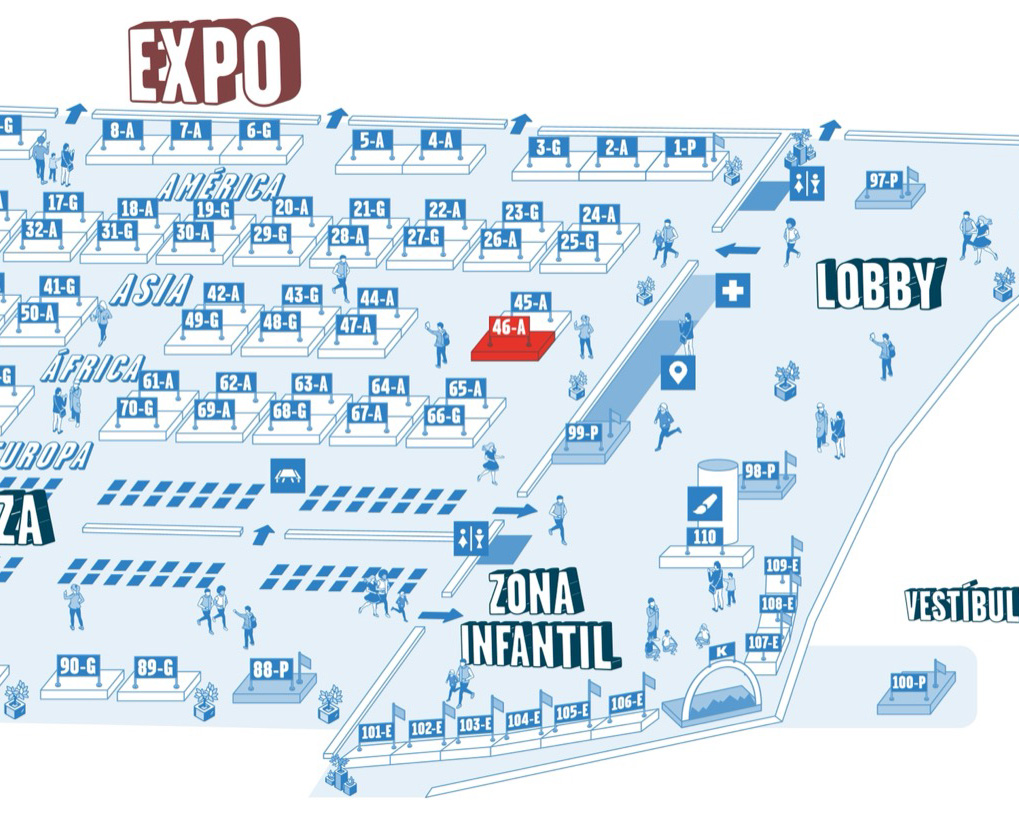 EXPO
-G
8-A
7-A
6-G
5-A
4-A
3-G
2-A
1-P
97-P
AMÉRICA
17-G
18-A
19-G
20-A
21-G
22-A
23-G
24-A
32-A
31-G
30-A
29-G
28-A
27-G
26-A
25-G
LOBBY
ASIA
41-G
42-A
43-G
44-A
45-A
50-A
49-G
48-G
47-A
46-A
ÁFRICA
-G
61-A
62-A
63-A
64-A
65-A
70-G
69-A
68-G
67-A
66-G
99-P
EUROPA
98-P
ZA
110
109-E
ZONA
INFANTIL
108-E
VESTÍBUL
107-E
K
90-G
89-G
88-P
100-P
101-E
102-E
103-E
104-E
105-E
106-E